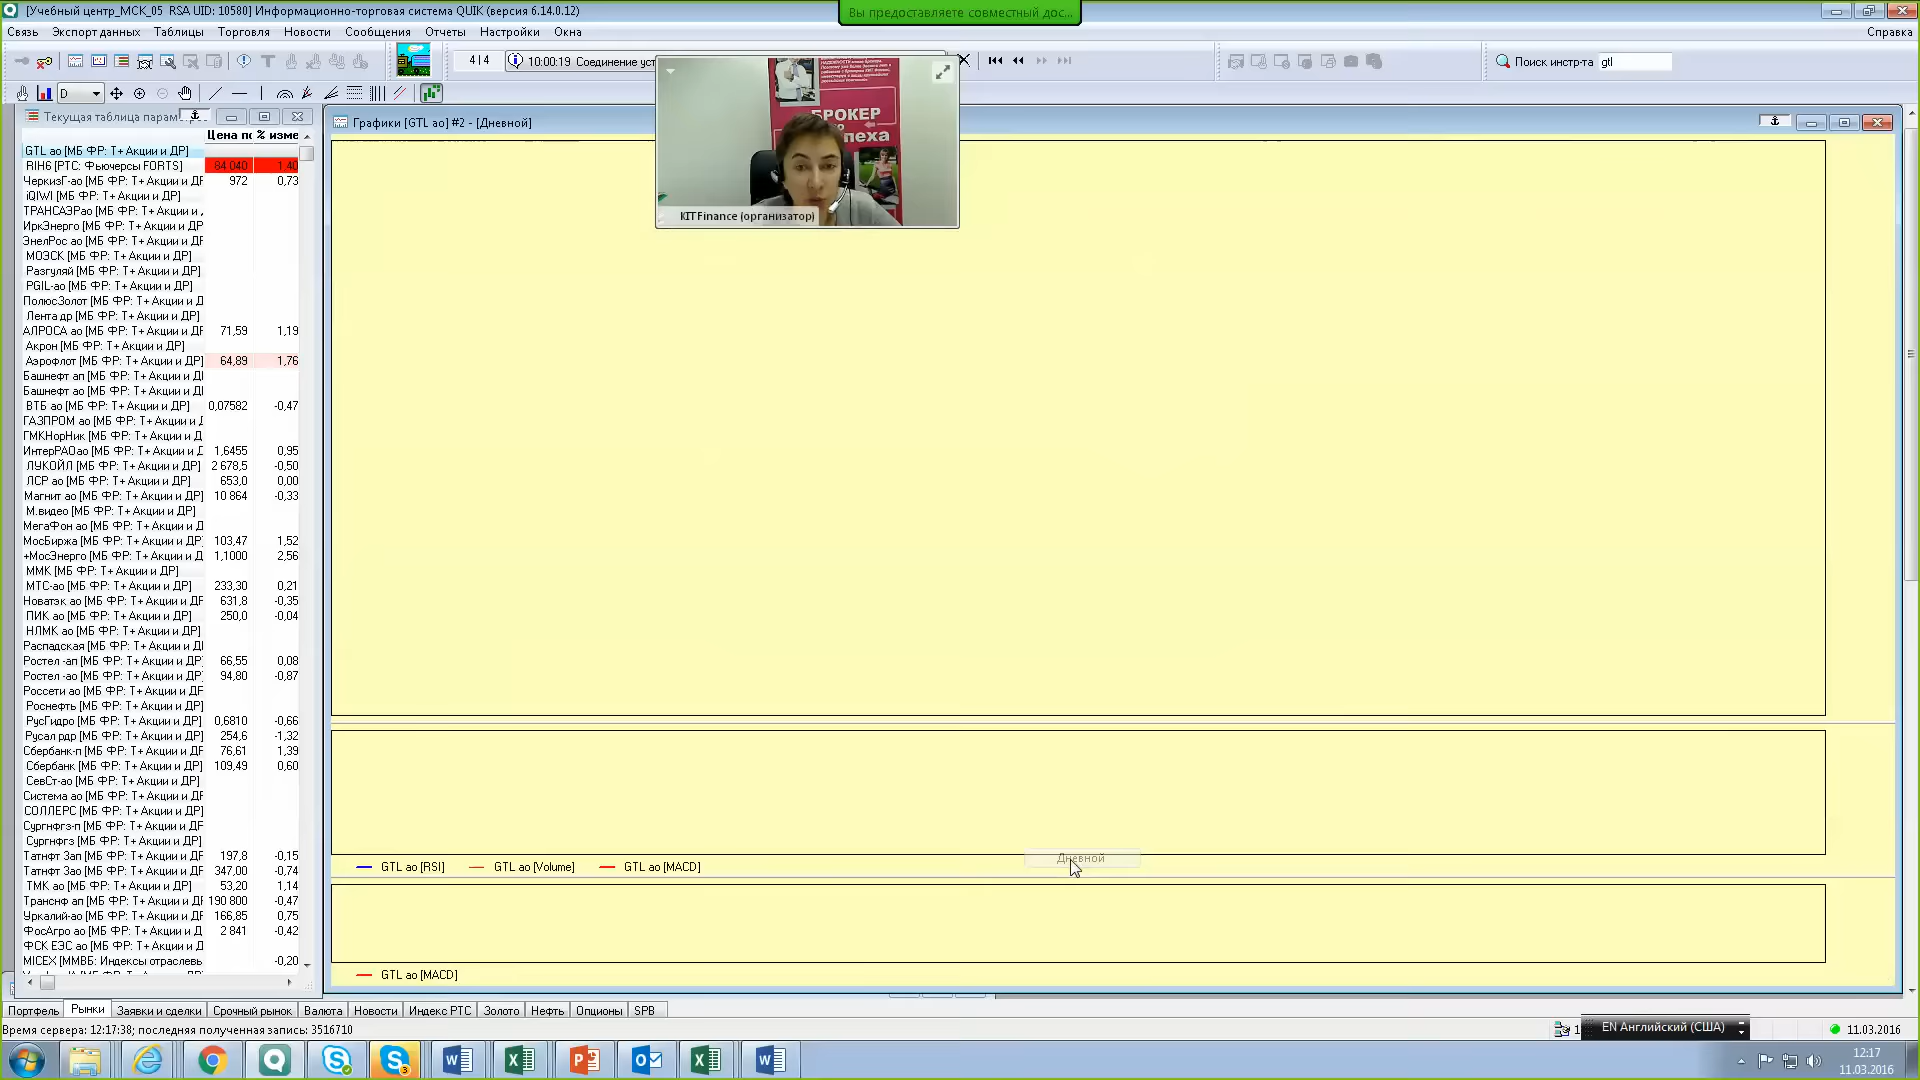 [Учебный центр_МСК_05 RSA UID: 10580] Информационно-торговая система QUIK (версия 6.14.0.12)
Вы предоставляете совместный дос...
Связь Экспорт данных Таблицы Торговля Новости Сообщения Отчеты Настройки Окна Справка
4|4 10:00:19 Соединение уст
Поиск инстр-та gtl
D
Текущая таблица парам
Графики [GTL ао] #2 - [Дневной]
БРОКЕР
KITFinance (организатор)
Цена по % изме
GTL ао [МБ ФР: Т+ Акции и ДР]
RIH6 [РТС: Фьючерсы FORTS] 84 040 1,40
ЧеркизГ-ао [МБ ФР: Т+ Акции и ДР 972 0,73
iQIWI [МБ ФР: Т+ Акции и ДР]
ТРАНСАЭРао [МБ ФР: Т+ Акции и ,
ИркЭнерго [МБ ФР: Т+ Акции и ДР
ЭнелРос ао [МБ ФР: Т+ Акции и ДР
МОЭСК [МБ ФР: Т+ Акции и ДР]
Разгуляй [МБ ФР: Т+ Акции и ДР]
PGIL-ао [МБ ФР: Т+ Акции и ДР]
ПолюсЗолот [МБ ФР: Т+ Акции и Д
Лента др [МБ ФР: Т+ Акции и ДР]
АЛРОСА ао [МБ ФР: Т+ Акции и ДР 71,59 1,19
Акрон [МБ ФР: Т+ Акции и ДР]
Аэрофлот [МБ ФР: Т+ Акции и ДР] 64,89 1,76
Башнефт ап [МБ ФР: Т+ Акции и Д
Башнефт ао [МБ ФР: Т+ Акции и Д
ВТБ ао [МБ ФР: Т+ Акции и ДР] 0,07582 -0,47
ГАЗПРОМ ао [МБ ФР: Т+ Акции и Д
ГМКНорНик [МБ ФР: Т+ Акции и Д
ИнтерРАОао [МБ ФР: Т+ Акции и Д 1,6455 0,95
ЛУКОЙЛ [МБ ФР: Т+ Акции и ДР] 2 678,5 -0,50
ЛСР ао [МБ ФР: Т+ Акции и ДР] 653,0 0,00
Магнит ао [МБ ФР: Т+ Акции и ДР] 10 864 -0,33
М.видео [МБ ФР: Т+ Акции и ДР]
МегаФон ао [МБ ФР: Т+ Акции и Д
МосБиржа [МБ ФР: Т+ Акции и ДР] 103,47 1,52
+МосЭнерго [МБ ФР: Т+ Акции и Д 1,1000 2,56
ММК [МБ ФР: Т+ Акции и ДР]
МТС-ао [МБ ФР: Т+ Акции и ДР] 233,30 0,21
Новатэк ао [МБ ФР: Т+ Акции и ДР 631,8 -0,35
ПИК ао [МБ ФР: Т+ Акции и ДР] 250,0 -0,04
НЛМК ао [МБ ФР: Т+ Акции и ДР]
Распадская [МБ ФР: Т+ Акции и Д
Ростел -ап [МБ ФР: Т+ Акции и ДР] 66,55 0,08
Ростел -ао [МБ ФР: Т+ Акции и ДР] 94,80 -0,87
Россети ао [МБ ФР: Т+ Акции и ДР
Роснефть [МБ ФР: Т+ Акции и ДР]
РусГидро [МБ ФР: Т+ Акции и ДР] 0,6810 -0,66
Русал рдр [МБ ФР: Т+ Акции и ДР] 254,6 -1,32
Сбербанк-п [МБ ФР: Т+ Акции и ДР 76,61 1,39
Сбербанк [МБ ФР: Т+ Акции и ДР] 109,49 0,60
СевСт-ао [МБ ФР: Т+ Акции и ДР]
Система ао [МБ ФР: Т+ Акции и ДР
СОЛЛЕРС [МБ ФР: Т+ Акции и ДР]
Сургнфгз-п [МБ ФР: Т+ Акции и ДР
Сургнфгз [МБ ФР: Т+ Акции и ДР]
Татнфт 3ап [МБ ФР: Т+ Акции и ДР 197,8 -0,15
Татнфт 3ао [МБ ФР: Т+ Акции и ДР 347,00 -0,74
ТМК ао [МБ ФР: Т+ Акции и ДР] 53,20 1,14
Транснф ап [МБ ФР: Т+ Акции и ДР 190 800 -0,47
Уркалий-ао [МБ ФР: Т+ Акции и ДР 166,85 0,75
ФосАгро ао [МБ ФР: Т+ Акции и Д 2 841 -0,42
ФСК ЕЭС ао [МБ ФР: Т+ Акции и Д
MICEX [ММВБ: Индексы отраслевь -0,20
Дневной
GTL ао [RSI] GTL ао [Volume] GTL ао [MACD]
GTL ао [MACD]
Портфель Рынки Заявки и сделки Срочный рынок Валюта Новости Индекс РТС Золото Нефть Опционы SPB
Время сервера: 12:17:38; последняя полученная запись: 3516710
EN Английский (США)
11.03.2016
12:17
11.03.2016